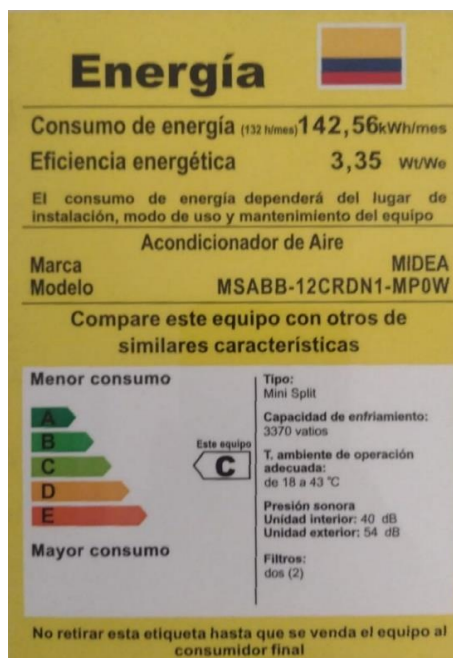 Energía
Consumo de energía (132 h/mes) 142,56 kWh/mes
Eficiencia energética 3,35 Wt/We
El consumo de energía dependerá del lugar de
instalación, modo de uso y mantenimiento del equipo
Acondicionador de Aire
Marca MIDEA
Modelo MSABB-12CRDN1-MP0W
Compare este equipo con otros de
similares características
Menor consumo
A
B
C
D
E
Mayor consumo
Este equipo
C
Tipo:
Mini Split
Capacidad de enfriamiento:
3370 vatios
T. ambiente de operación
adecuada:
de 18 a 43 °C
Presión sonora
Unidad interior: 40 dB
Unidad exterior: 54 dB
Filtros:
dos (2)
No retirar esta etiqueta hasta que se venda el equipo al
consumidor final